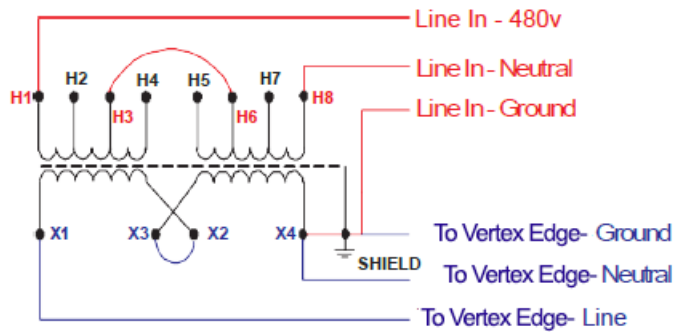 Line In - 480v
H2 H4 H5 H7
Line In - Neutral
H1 H8
H3 H6
Line In - Ground
X1 X3 X2 X4
To Vertex Edge- Ground
SHIELD
To Vertex Edge- Neutral
To Vertex Edge- Line